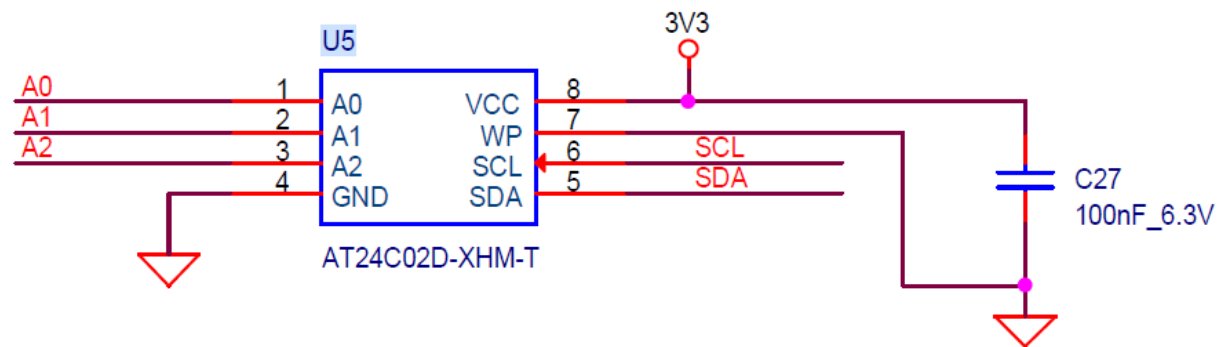 3V3
U5
A0 1 A0 VCC 8
A1 2 A1 WP 7
A2 3 A2 SCL 6 SCL
4 GND SDA 5 SDA
C27
100nF_6.3V
AT24C02D-XHM-T